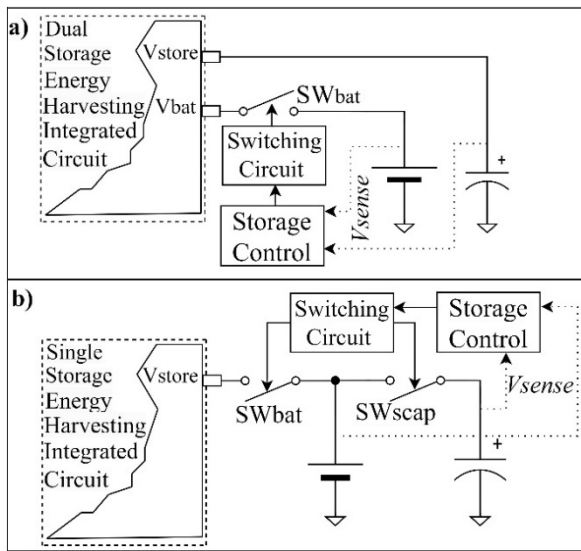 a)
Dual
Storage
Energy
Harvesting
Integrated
Circuit
Vstore
Vbat
SWbat
Switching
Circuit
Storage
Control
Vsense
+
b)
Single
Storage
Energy
Harvesting
Integrated
Circuit
Vstore
SWbat
Switching
Circuit
SWscap
Storage
Control
Vsense
+